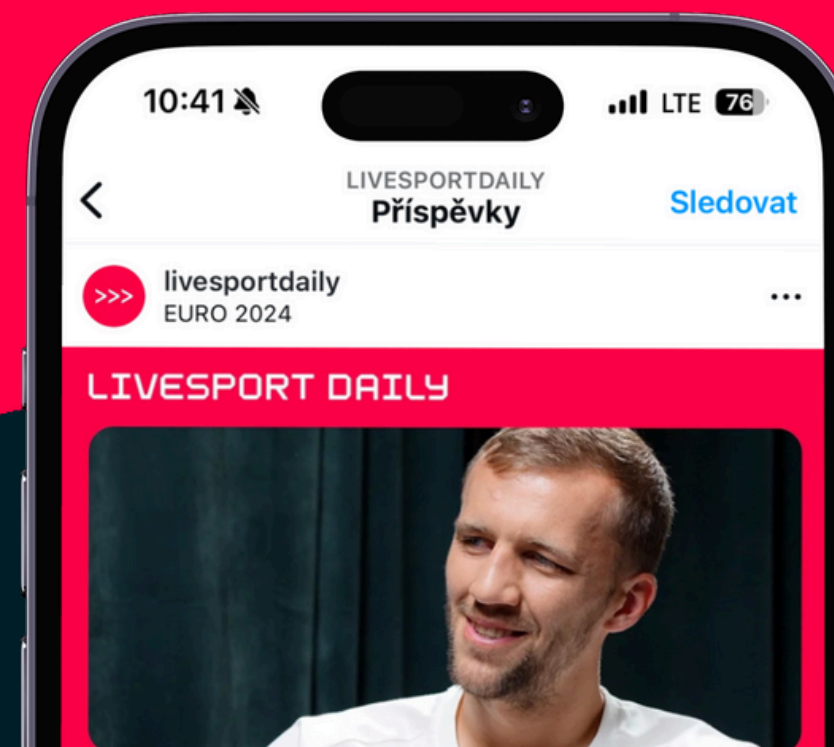 10:41
LTE 76
LIVESPORTDAILY
Příspěvky
Sledovat
>>>
livesportdaily
EURO 2024
LIVESPORT DAILY